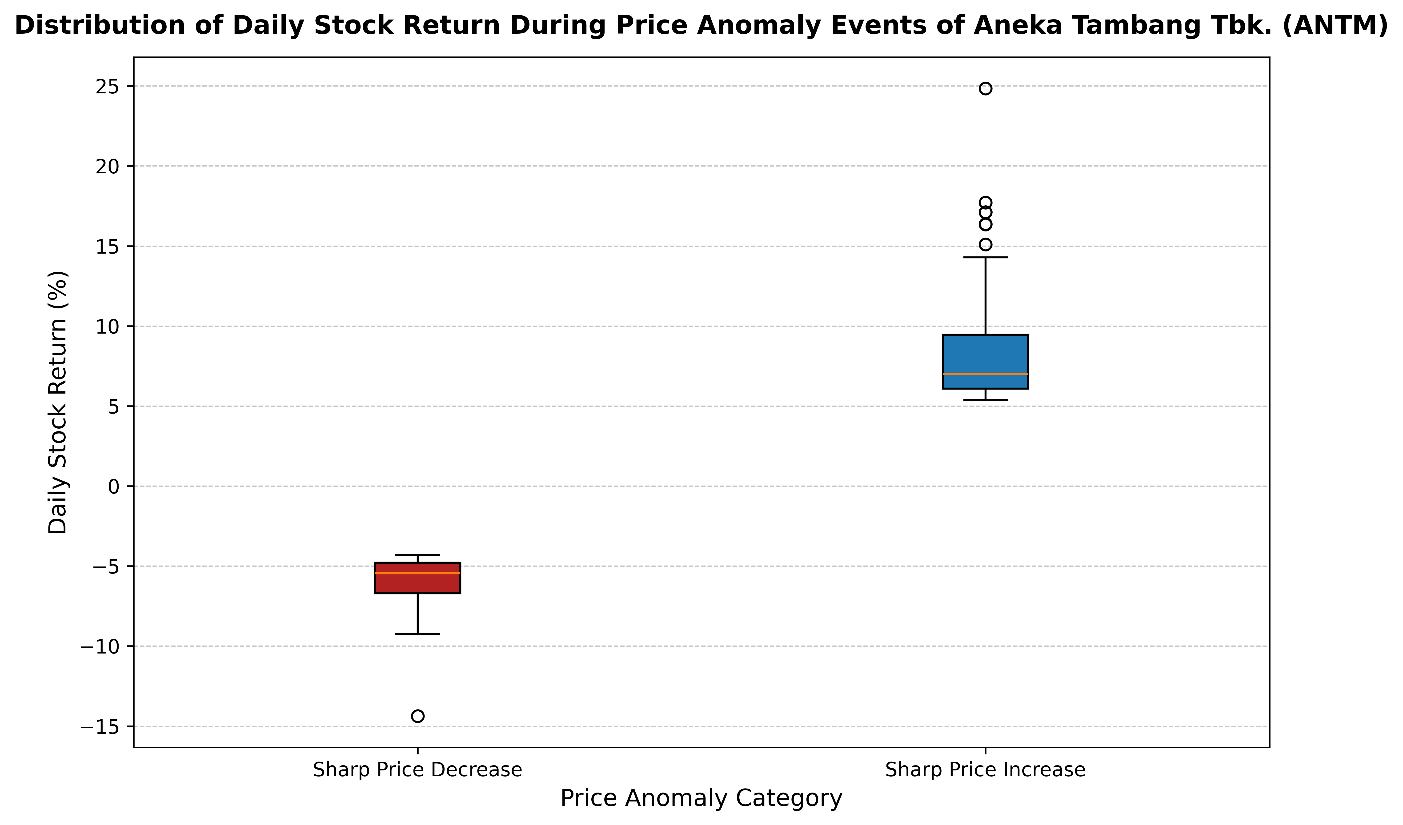 Distribution of Daily Stock Return During Price Anomaly Events of Aneka Tambang Tbk. (ANTM)
Daily Stock Return (%)
25
20
15
10
5
0
−5
−10
−15
Sharp Price Decrease
Sharp Price Increase
Price Anomaly Category